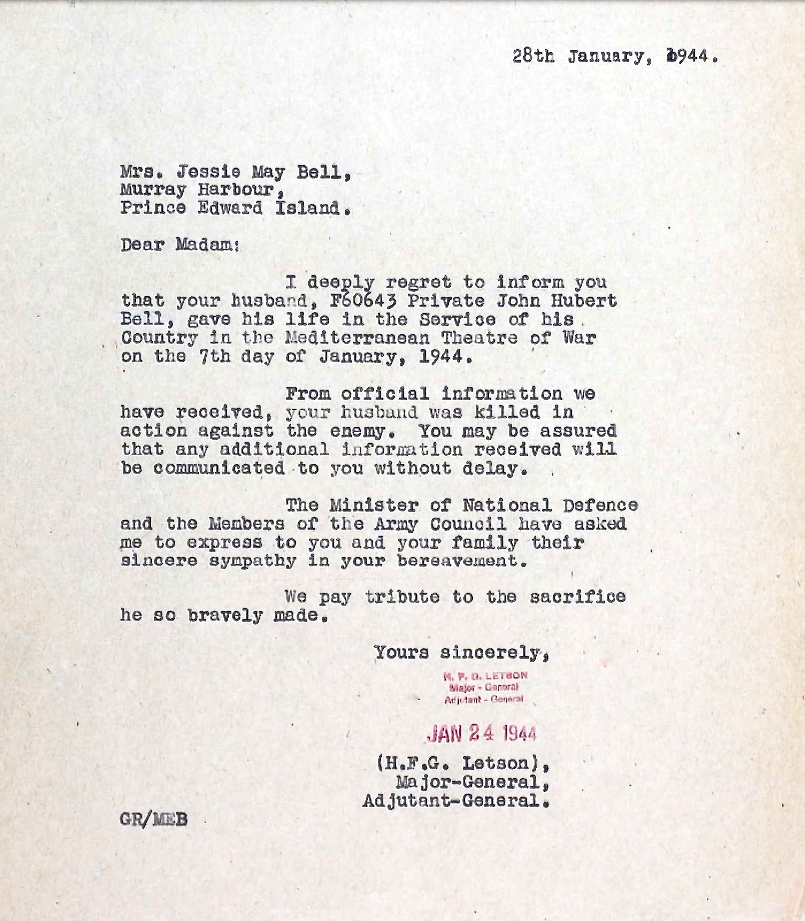 28th January, 1944.
Mrs. Jessie May Bell,
Murray Harbour,
Prince Edward Island.
Dear Madam:
I deeply regret to inform you
that your husband, F60643 Private John Hubert
Bell, gave his life in the Service of his
Country in the Mediterranean Theatre of War
on the 7th day of January, 1944.
From official information we
have received, your husband was killed in
action against the enemy. You may be assured
that any additional information received will
be communicated to you without delay.
The Minister of National Defence
and the Members of the Army Council have asked
me to express to you and your family their
sincere sympathy in your bereavement.
We pay tribute to the sacrifice
he so bravely made.
Yours sincerely,
H. F. G. LETSON
Major - General
Adjutant - General
JAN 24 1944
(H.F.G. Letson),
Major-General,
Adjutant-General.
GR/MEB